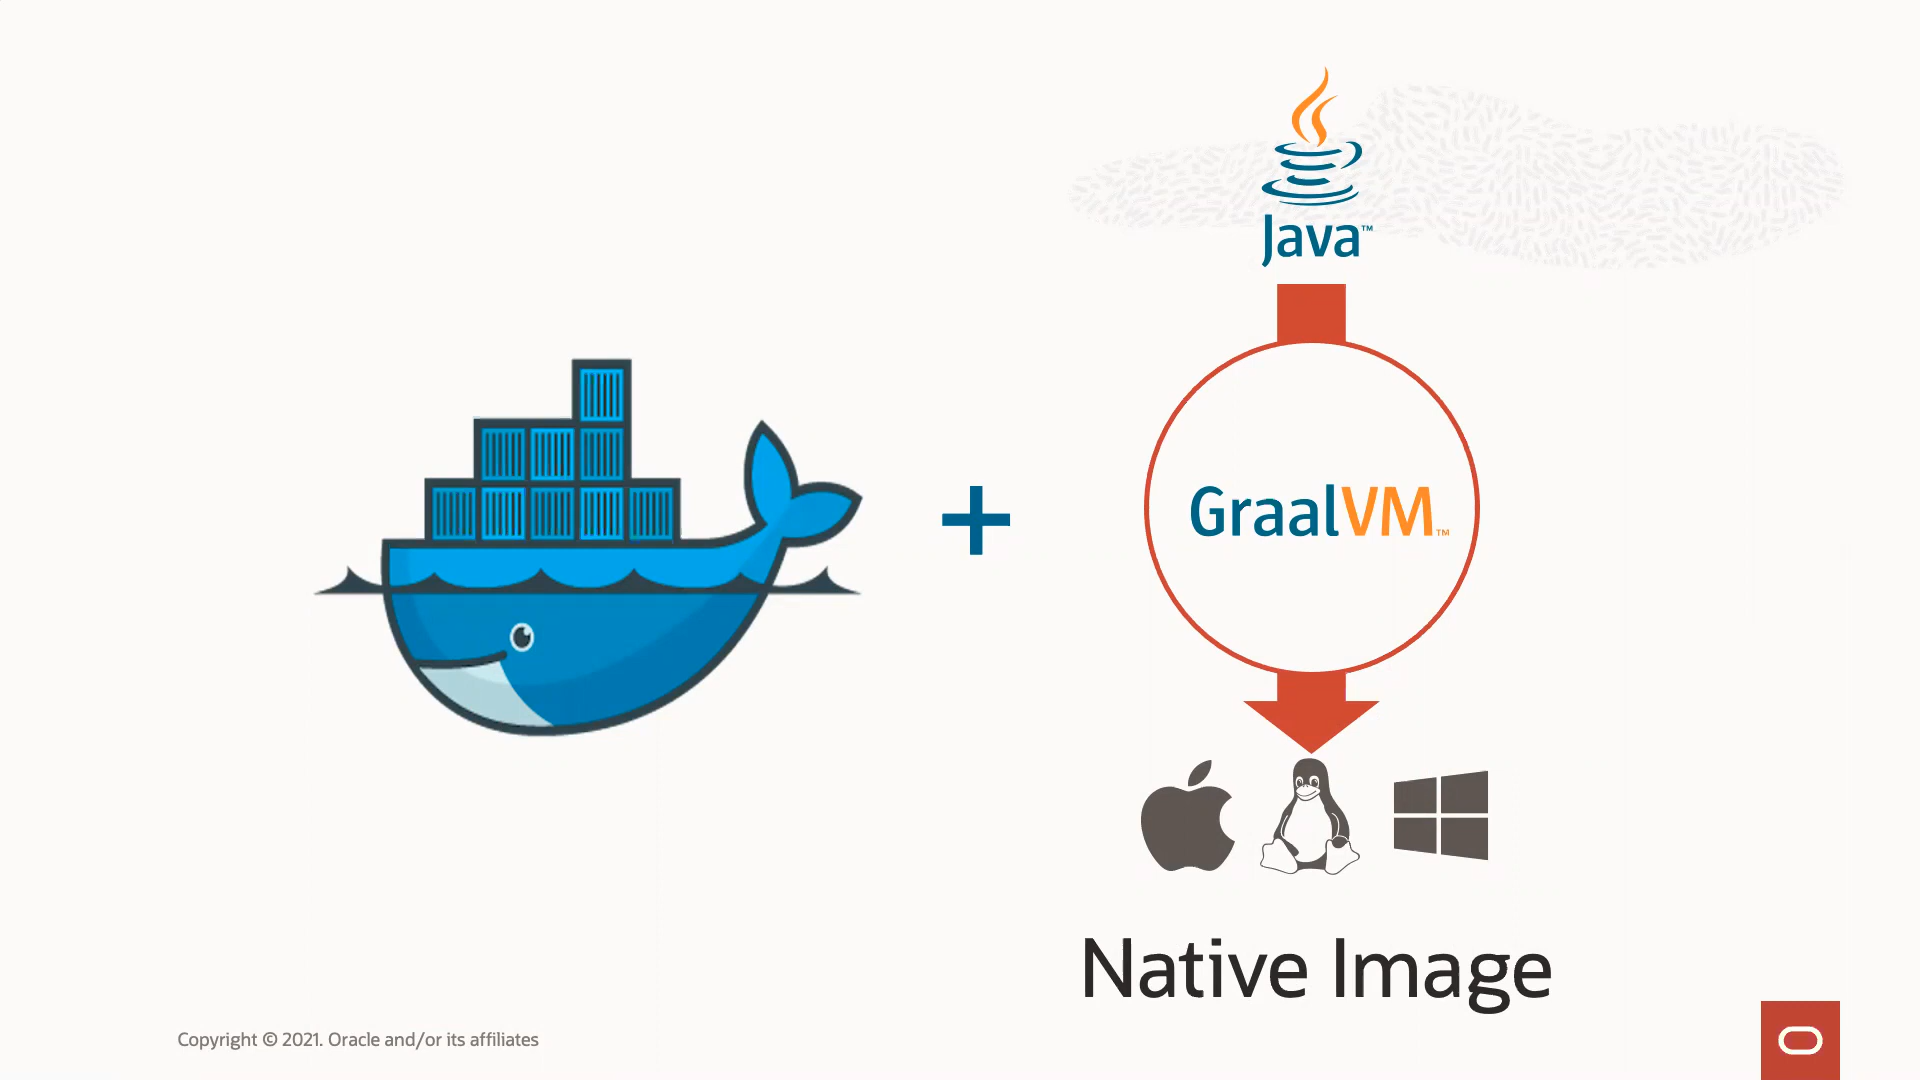 Java™
GraalVM™
Native Image
Copyright © 2021. Oracle and/or its affiliates